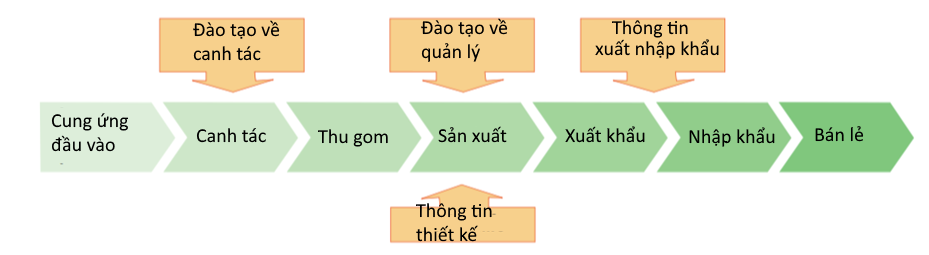 Đào tạo về
canh tác
Đào tạo về
quản lý
Thông tin
xuất nhập khẩu
Cung ứng
đầu vào
Canh tác
Thu gom
Sản xuất
Xuất khẩu
Nhập khẩu
Bán lẻ
Thông tin
thiết kế